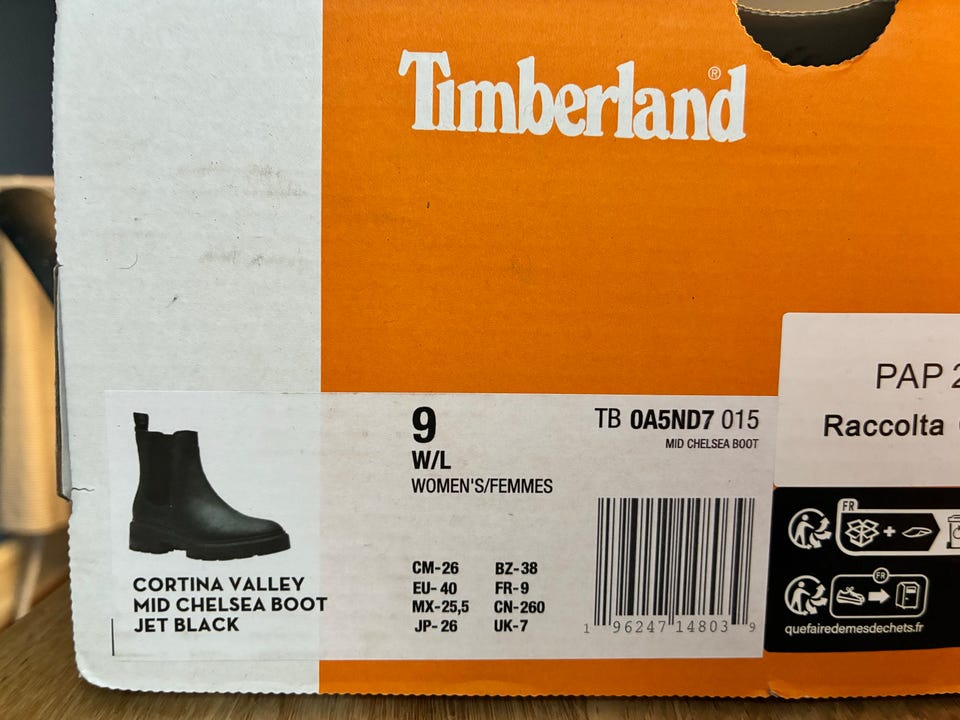 Timberland®
PAP 2
Raccolta
9
W/L
WOMEN'S/FEMMES
TB 0A5ND7 015
MID CHELSEA BOOT
CM-26 BZ-38
EU-40 FR-9
MX-25,5 CN-260
JP-26 UK-7
1 96247 14803 9
CORTINA VALLEY
MID CHELSEA BOOT
JET BLACK
FR
FR
quefairedemesdechets.fr